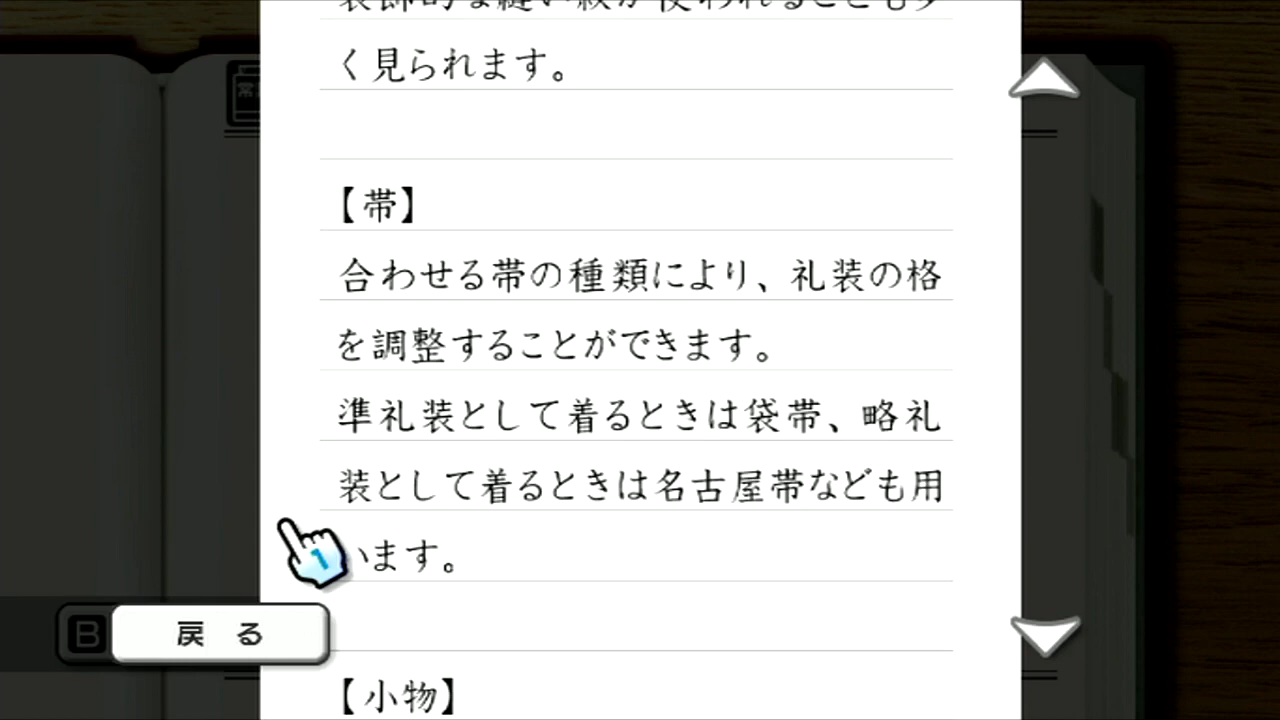 く見られます。
【帯】
合わせる帯の種類により、礼装の格
を調整することができます。
準礼装として着るときは袋帯、略礼
装として着るときは名古屋帯なども用
います。
【小物】
B 戻る
1